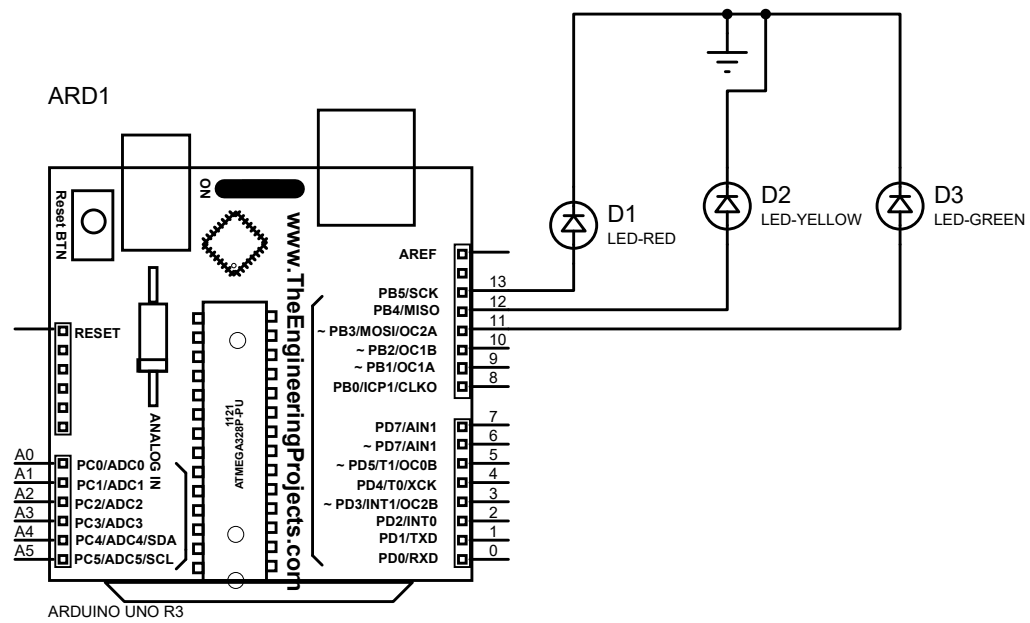 ARD1
ARDUINO UNO R3
Reset BTN
ON
www.TheEngineeringProjects.com
RESET
ANALOG IN
1121
ATMEGA328P-PU
A0 PC0/ADC0
A1 PC1/ADC1
A2 PC2/ADC2
A3 PC3/ADC3
A4 PC4/ADC4/SDA
A5 PC5/ADC5/SCL
AREF
PB5/SCK 13
PB4/MISO 12
~ PB3/MOSI/OC2A 11
~ PB2/OC1B 10
~ PB1/OC1A 9
PB0/ICP1/CLKO 8
PD7/AIN1 7
~ PD7/AIN1 6
~ PD5/T1/OC0B 5
PD4/T0/XCK 4
~ PD3/INT1/OC2B 3
PD2/INT0 2
PD1/TXD 1
PD0/RXD 0
D1
LED-RED
D2
LED-YELLOW
D3
LED-GREEN